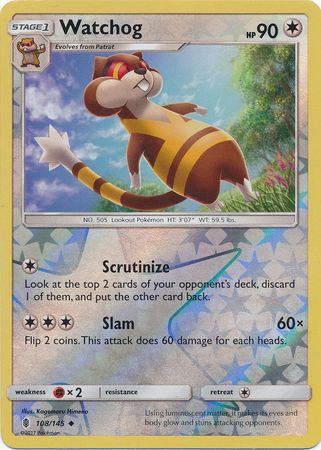 STAGE 1 Watchog HP 90
Evolves from Patrat
NO. 505 Lookout Pokémon HT: 3'07" WT: 59.5 lbs.
Scrutinize
Look at the top 2 cards of your opponent's deck, discard
1 of them, and put the other card back.
Slam 60×
Flip 2 coins. This attack does 60 damage for each heads.
weakness × 2 resistance retreat
Illus. Kagemaru Himeno
108/145
©2017 Pokémon
Using luminescent matter, it makes its eyes and
body glow and stuns attacking opponents.